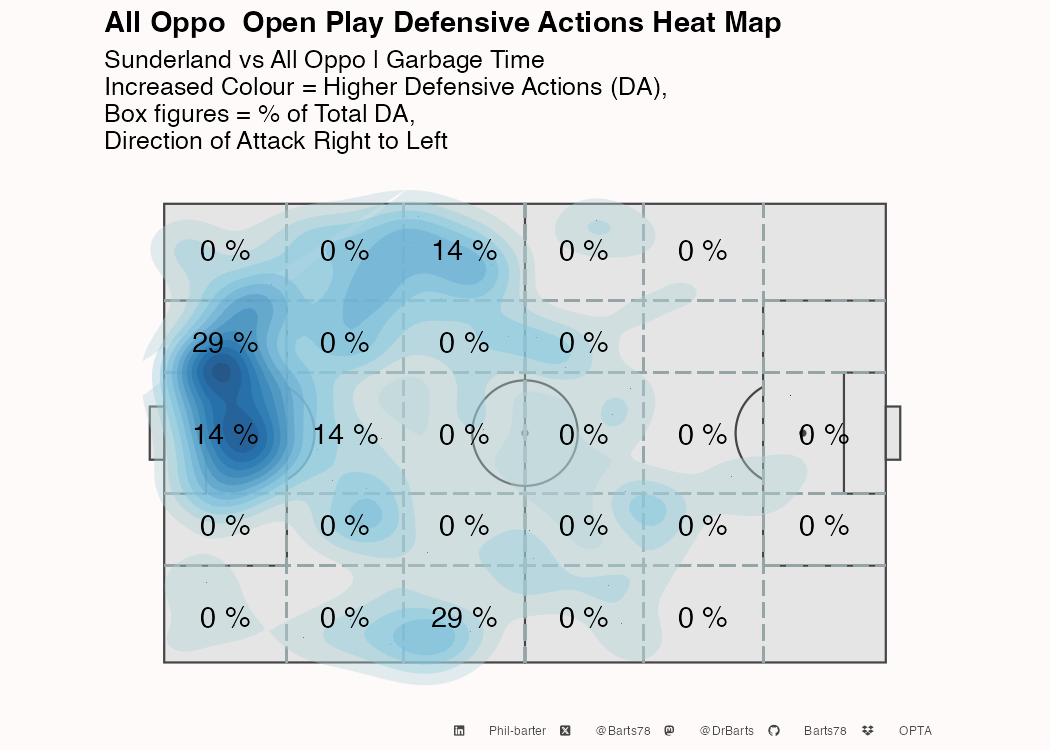 All Oppo  Open Play Defensive Actions Heat Map
Sunderland vs All Oppo | Garbage Time
Increased Colour = Higher Defensive Actions (DA),
Box figures = % of Total DA,
Direction of Attack Right to Left
0 % 0 % 14 % 0 % 0 %
29 % 0 % 0 % 0 %
14 % 14 % 0 % 0 % 0 % 0 %
0 % 0 % 0 % 0 % 0 % 0 %
0 % 0 % 29 % 0 % 0 %
Phil-barter @Barts78 @DrBarts Barts78 OPTA